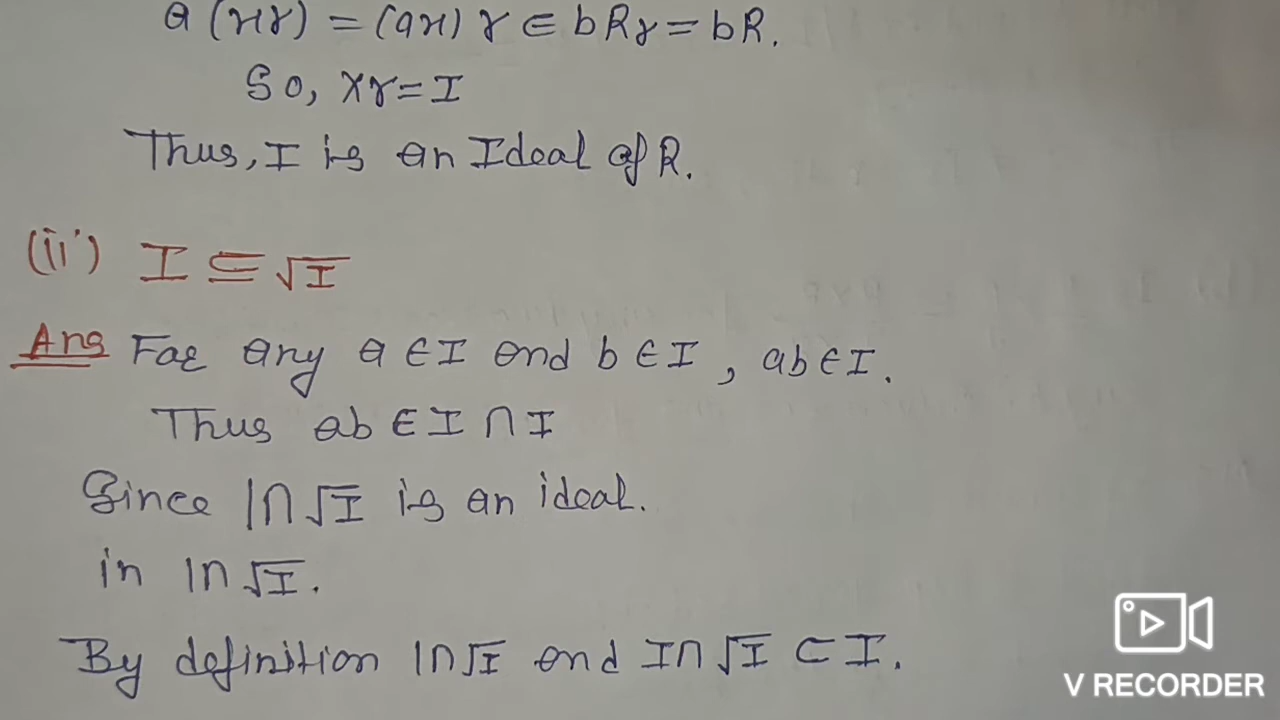 a (xr) = (ax) r ∈ bRr = bR.
So, xr = I
Thus, I is an Ideal of R.
(ii) I ⊆ √I
Ans For any a ∈ I and b ∈ I, ab ∈ I.
Thus ab ∈ I ∩ I
Since I∩√I is an ideal.
in I∩√I.
By definition I∩√I and I∩√I ⊂ I.
V RECORDER